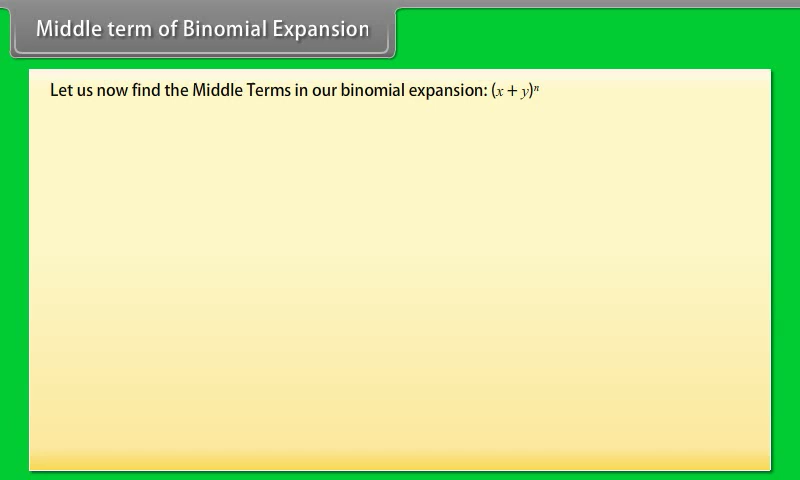 Middle term of Binomial Expansion
Let us now find the Middle Terms in our binomial expansion: (x + y)ⁿ